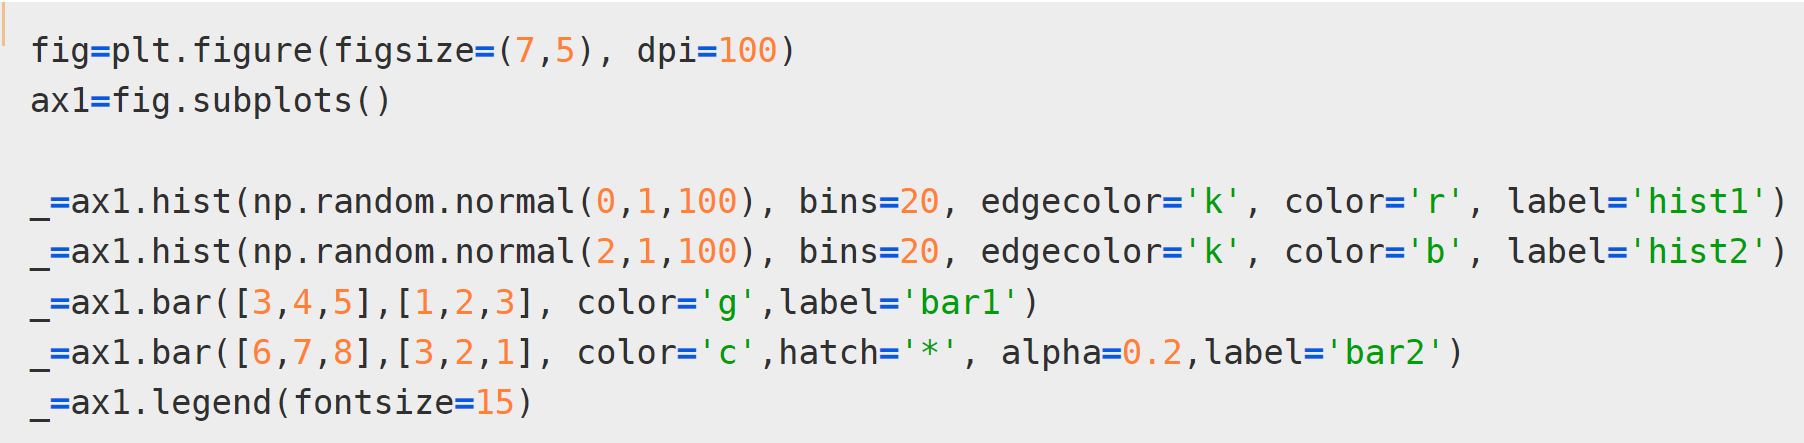 fig=plt.figure(figsize=(7,5), dpi=100)
ax1=fig.subplots()
_=ax1.hist(np.random.normal(0,1,100), bins=20, edgecolor='k', color='r', label='hist1')
_=ax1.hist(np.random.normal(2,1,100), bins=20, edgecolor='k', color='b', label='hist2')
_=ax1.bar([3,4,5],[1,2,3], color='g',label='bar1')
_=ax1.bar([6,7,8],[3,2,1], color='c',hatch='*', alpha=0.2,label='bar2')
_=ax1.legend(fontsize=15)